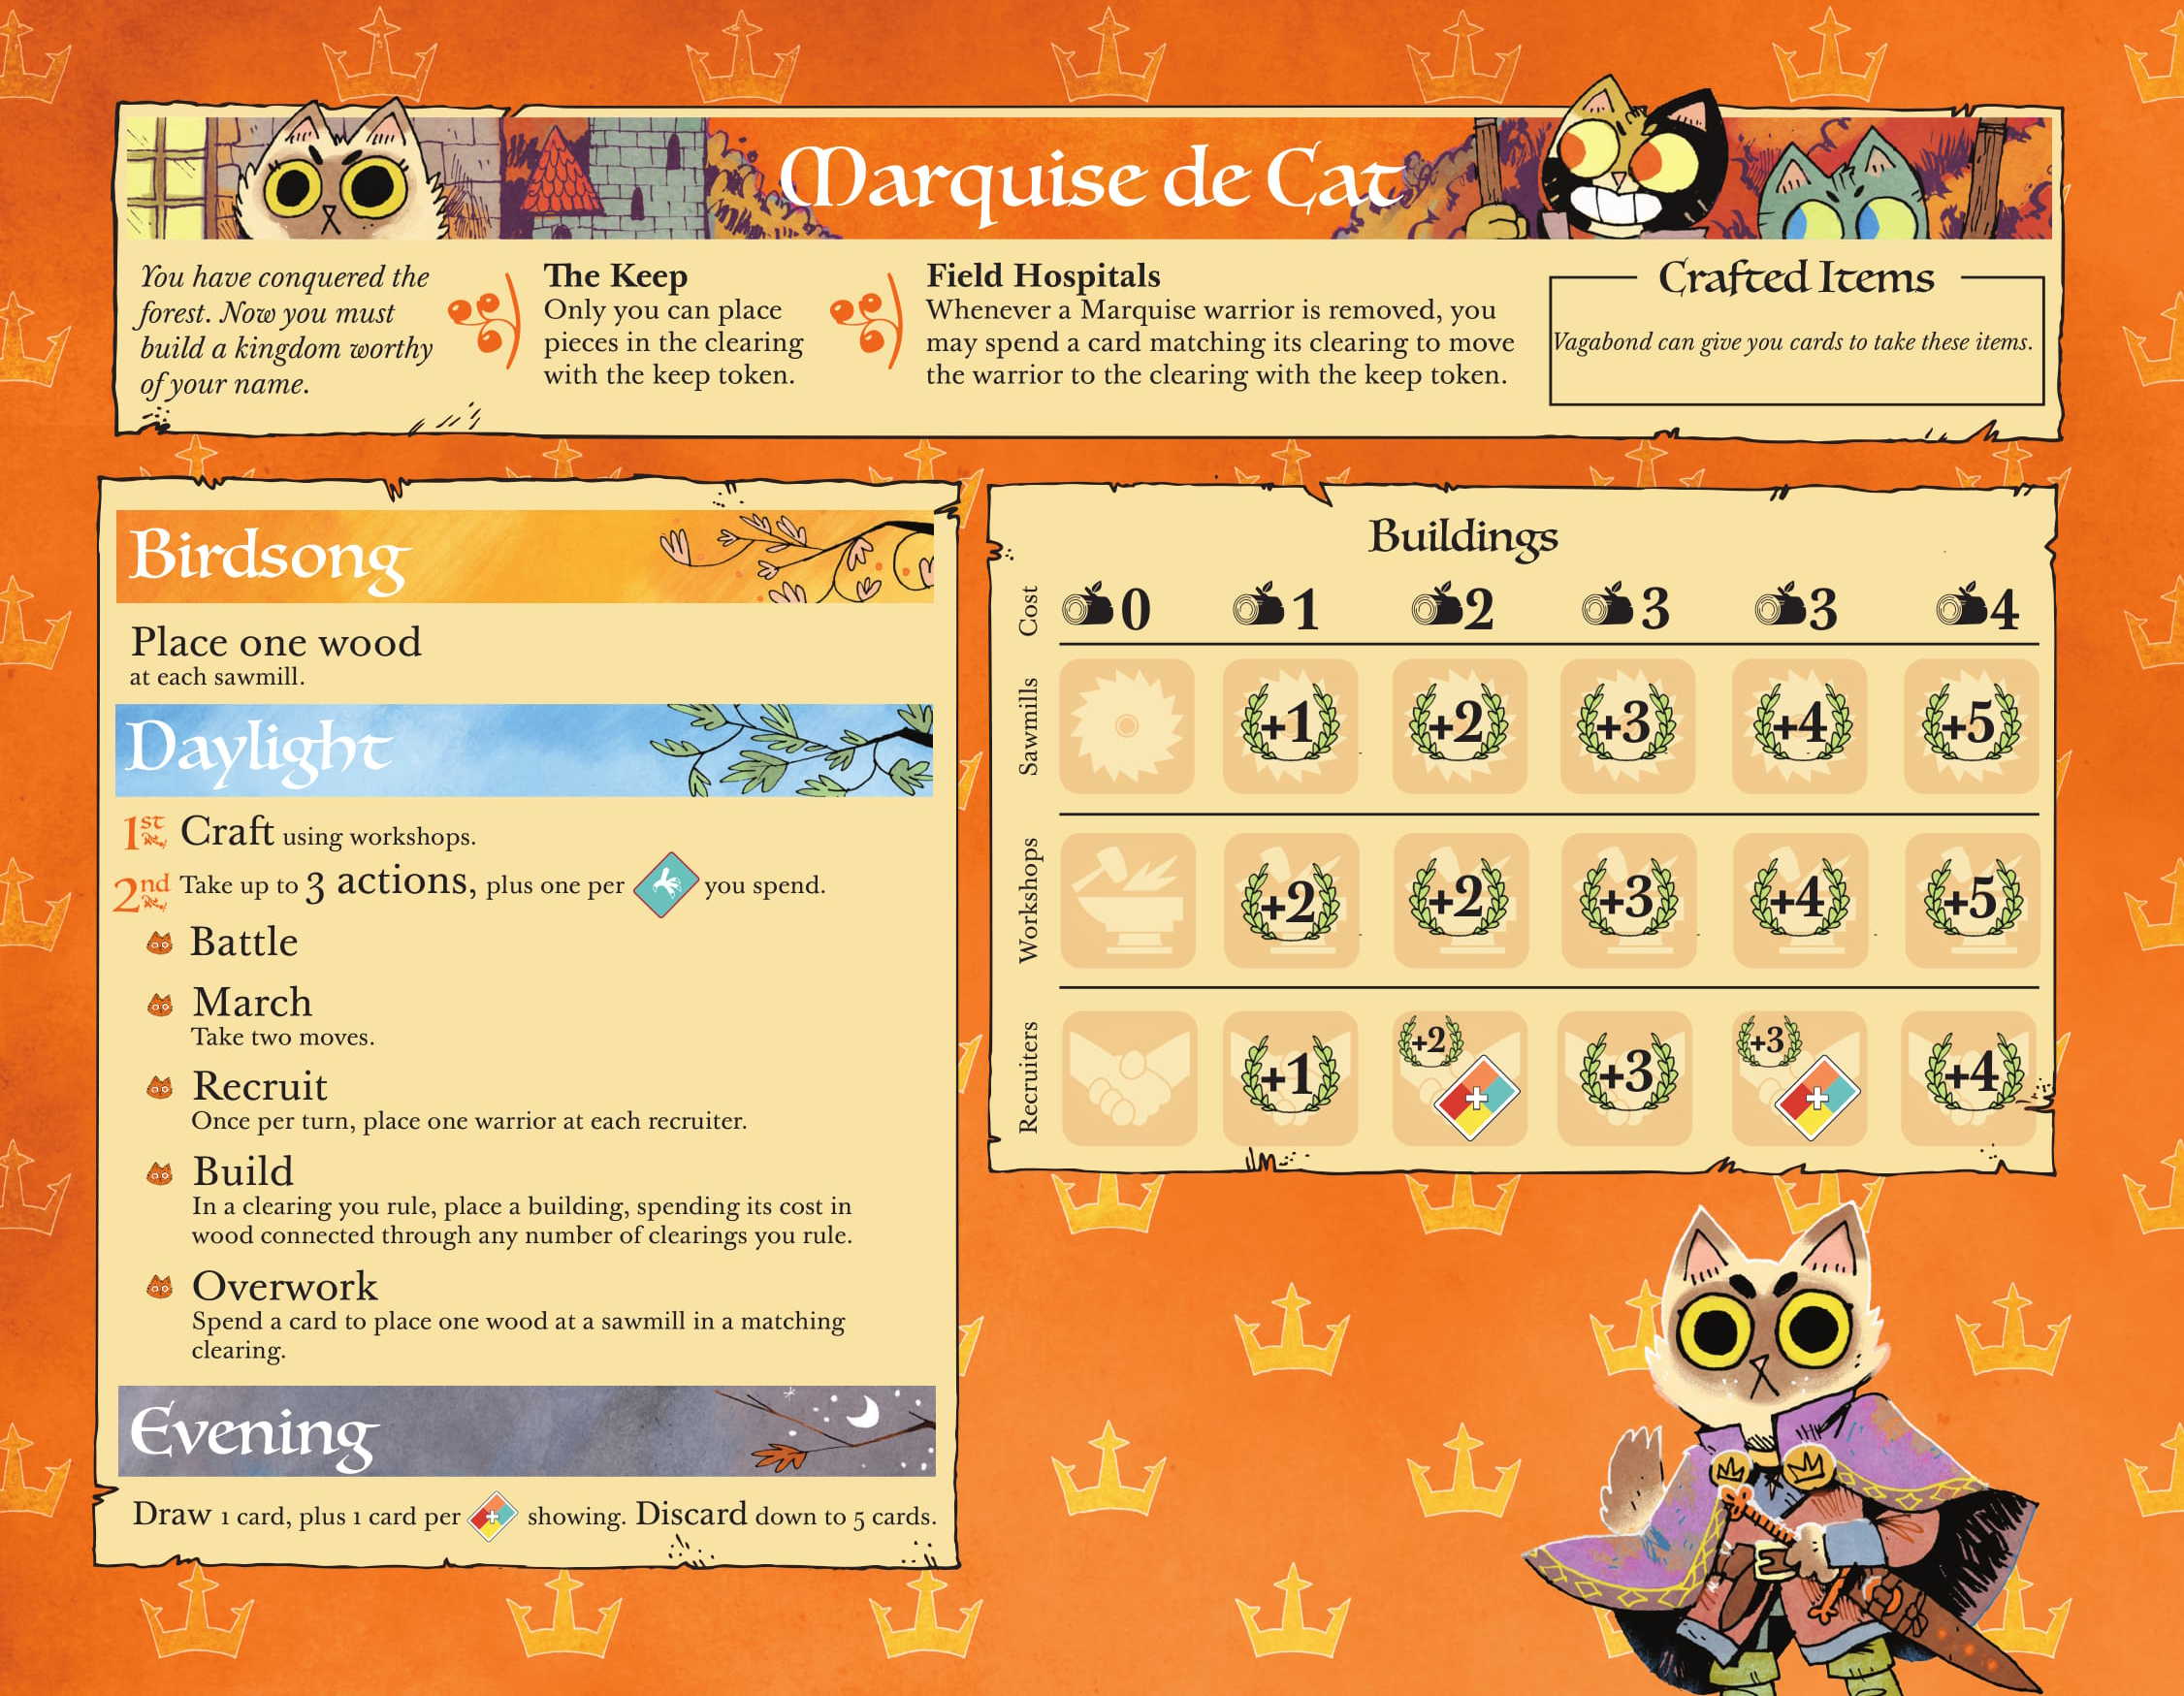 Marquise de Cat
You have conquered the
forest. Now you must
build a kingdom worthy
of your name.
The Keep
Only you can place
pieces in the clearing
with the keep token.
Field Hospitals
Whenever a Marquise warrior is removed, you
may spend a card matching its clearing to move
the warrior to the clearing with the keep token.
Crafted Items
Vagabond can give you cards to take these items.
Birdsong
Place one wood
at each sawmill.
Daylight
1st Craft using workshops.
2nd Take up to 3 actions, plus one per you spend.
Battle
March
Take two moves.
Recruit
Once per turn, place one warrior at each recruiter.
Build
In a clearing you rule, place a building, spending its cost in
wood connected through any number of clearings you rule.
Overwork
Spend a card to place one wood at a sawmill in a matching
clearing.
Evening
Draw 1 card, plus 1 card per + showing. Discard down to 5 cards.
Buildings
Cost 0 1 2 3 3 4
Sawmills +1 +2 +3 +4 +5
Workshops +2 +2 +3 +4 +5
Recruiters +1 +2 + +3 +3 + +4